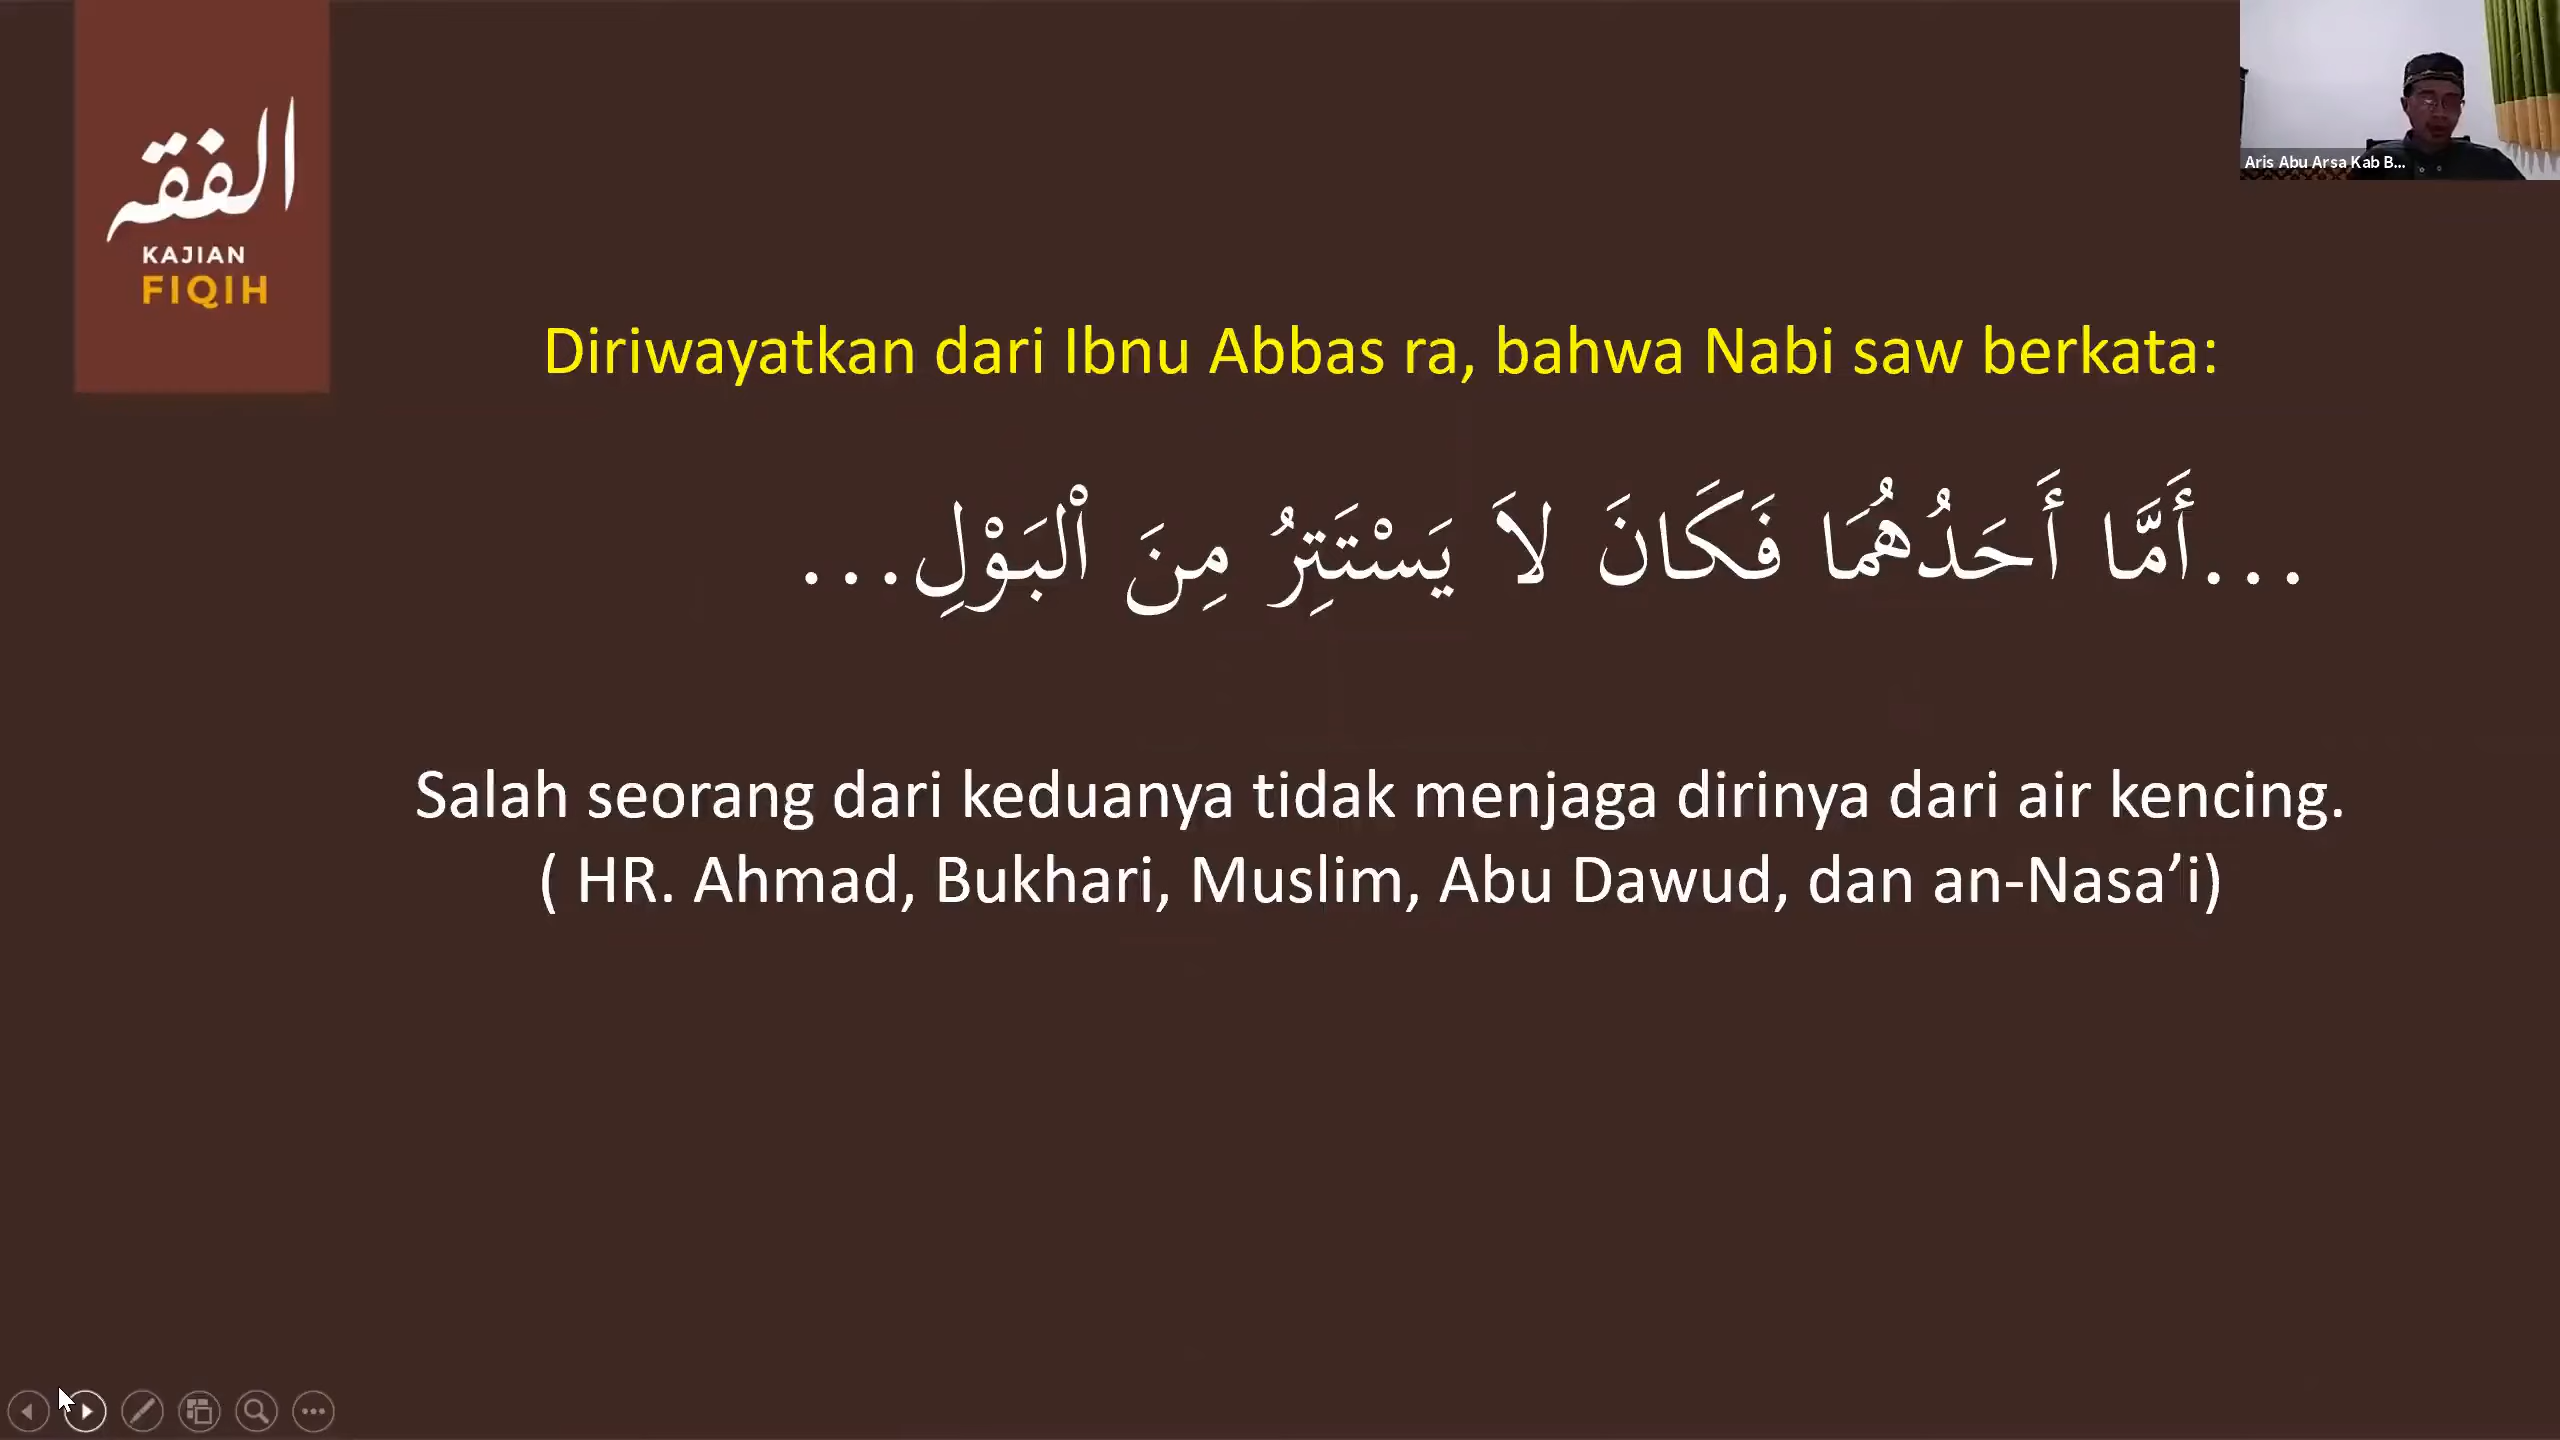 الفقه
KAJIAN
FIQIH
Aris Abu Arsa Kab B...
Diriwayatkan dari Ibnu Abbas ra, bahwa Nabi saw berkata:
...أَمَّا أَحَدُهُمَا فَكَانَ لاَ يَسْتَتِرُ مِنَ اْلبَوْلِ...
Salah seorang dari keduanya tidak menjaga dirinya dari air kencing.
( HR. Ahmad, Bukhari, Muslim, Abu Dawud, dan an-Nasa’i)